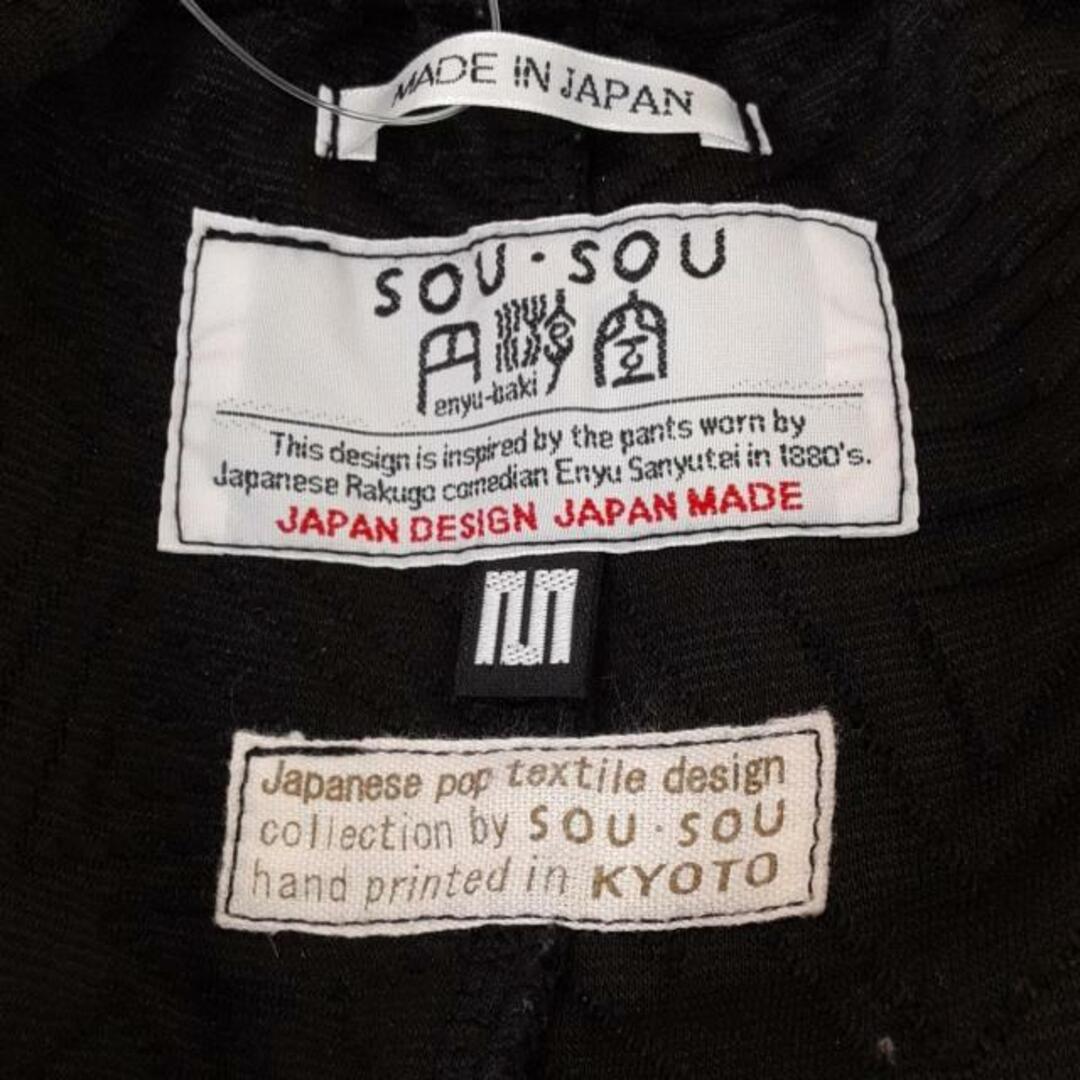 MADE IN JAPAN
SOU・SOU
enyu-baki
This design is inspired by the pants worn by
Japanese Rakugo comedian Enyu Sanyutei in 1880's.
JAPAN DESIGN JAPAN MADE
Japanese pop textile design
collection by SOU・SOU
hand printed in KYOTO